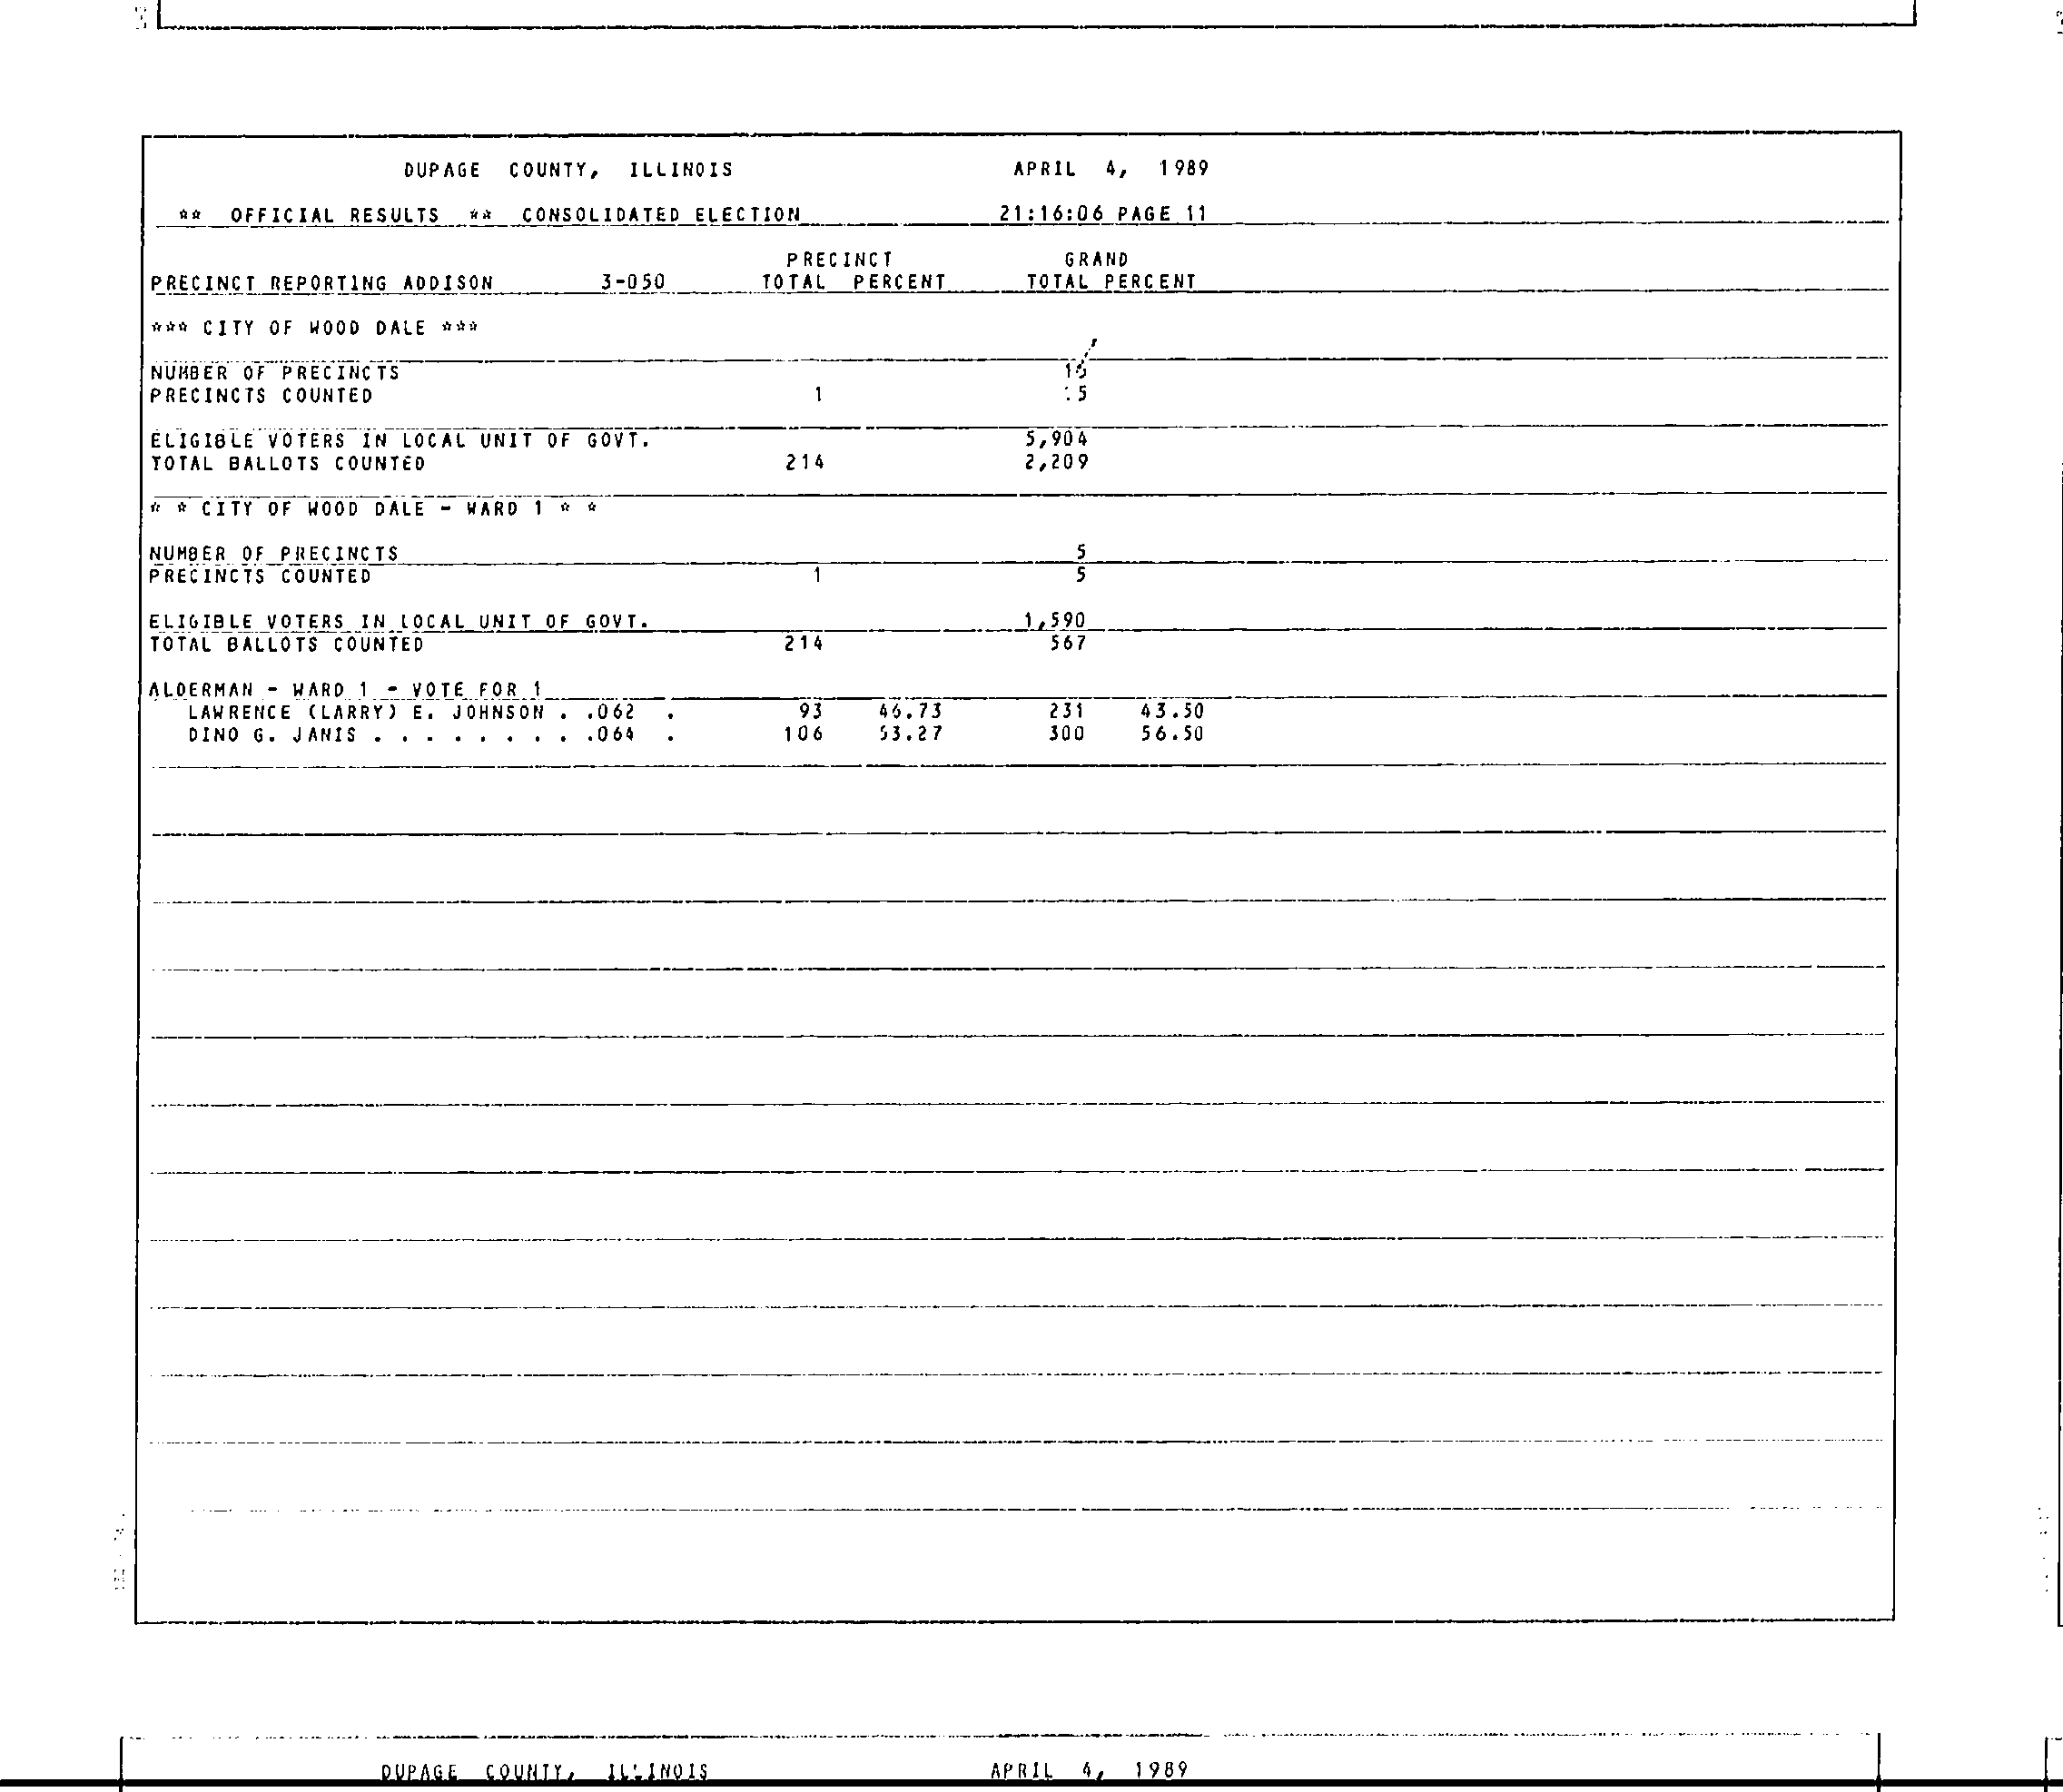 DUPAGE COUNTY, ILLINOIS APRIL 4, 1989
** OFFICIAL RESULTS ** CONSOLIDATED ELECTION 21:16:06 PAGE 11
PRECINCT GRAND
PRECINCT REPORTING ADDISON 3-050 TOTAL PERCENT TOTAL PERCENT
*** CITY OF WOOD DALE ***
NUMBER OF PRECINCTS
PRECINCTS COUNTED 1
ELIGIBLE VOTERS IN LOCAL UNIT OF GOVT. 5,904
TOTAL BALLOTS COUNTED 214 2,209
* * CITY OF WOOD DALE - WARD 1 * *
NUMBER OF PRECINCTS 5
PRECINCTS COUNTED 1 5
ELIGIBLE VOTERS IN LOCAL UNIT OF GOVT. 1,590
TOTAL BALLOTS COUNTED 214 567
ALDERMAN - WARD 1 - VOTE FOR 1
LAWRENCE (LARRY) E. JOHNSON . .062 . 93 46.73 231 43.50
DINO G. JANIS . . . . . . . . .064 . 106 53.27 300 56.50
DUPAGE COUNTY, ILLINOIS APRIL 4, 1989